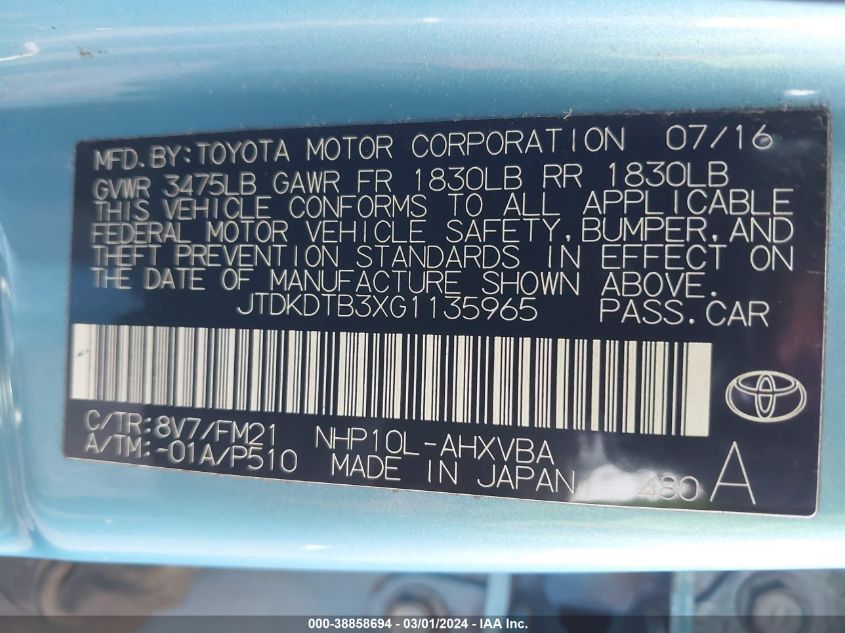 MFD. BY: TOYOTA MOTOR CORPORATION 07/16
GVWR 3475LB GAWR FR 1830LB RR 1830LB
THIS VEHICLE CONFORMS TO ALL APPLICABLE
FEDERAL MOTOR VEHICLE SAFETY, BUMPER, AND
THEFT PREVENTION STANDARDS IN EFFECT ON
THE DATE OF MANUFACTURE SHOWN ABOVE.
JTDKDTB3XG1135965 PASS. CAR
C/TR: 8V7/FM21 NHP10L-AHXVBA
A/TM: -01A/P510 MADE IN JAPAN 480 A
000-38858694 - 03/01/2024 - IAA Inc.